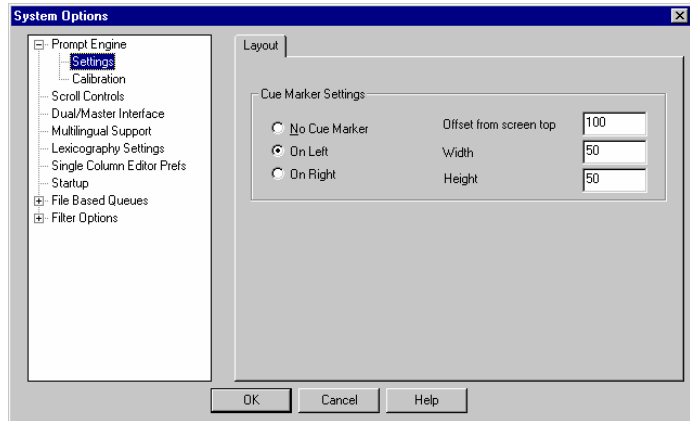 System Options
Prompt Engine
Settings
Calibration
Scroll Controls
Dual/Master Interface
Multilingual Support
Lexicography Settings
Single Column Editor Prefs
Startup
File Based Queues
Filter Options
Layout
Cue Marker Settings
No Cue Marker
On Left
On Right
Offset from screen top 100
Width 50
Height 50
OK Cancel Help